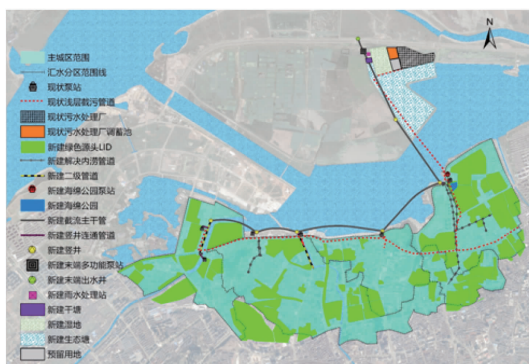 N
主城区范围
汇水分区范围线
现状泵站
现状浅层截污管道
现状污水处理厂
现状污水处理厂调蓄池
新建绿色源头LID
新建解决内涝管道
新建二级管道
新建海绵公园泵站
新建海绵公园
新建截流主干管
新建竖井连通管道
新建竖井
新建末端多功能泵站
新建末端出水井
新建雨水处理站
新建干塘
新建湿地
新建生态塘
预留用地